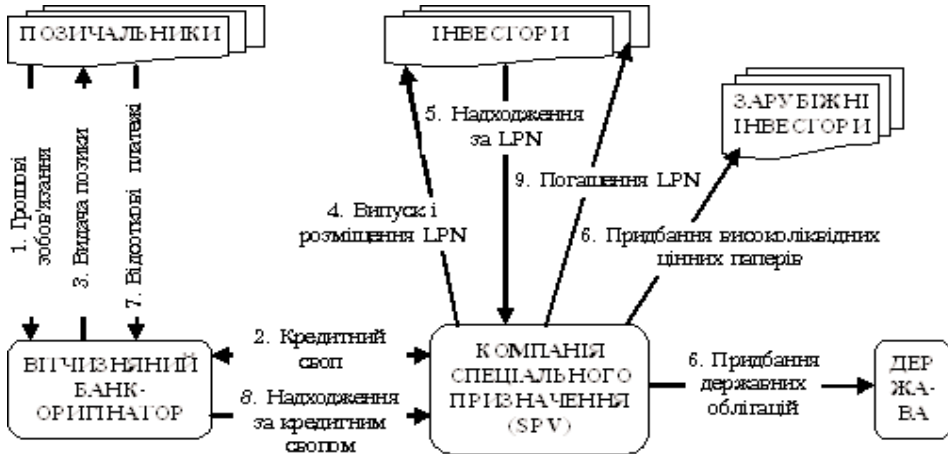 ПОЗИЧАЛЬНИКИ
ІНВЕСТОРИ
ЗАРУБІЖНІ
ІНВЕСТОРИ
1. Грошові
зобов'язання
3. Видача позики
7. Відсоткові платежі
5. Надходження
за LPN
9. Погашення LPN
4. Випуск і
розміщення LPN
6. Придбання високоліквідних
цінних паперів
ВІТЧИЗНЯНИЙ
БАНК-
ОРИГІНАТОР
2. Кредитний
своп
8. Надходження
за кредитним
свопом
КОМПАНІЯ
СПЕЦІАЛЬНОГО
ПРИЗНАЧЕННЯ
(SPV)
6. Придбання
державних
облігацій
ДЕР
ЖА-
ВА